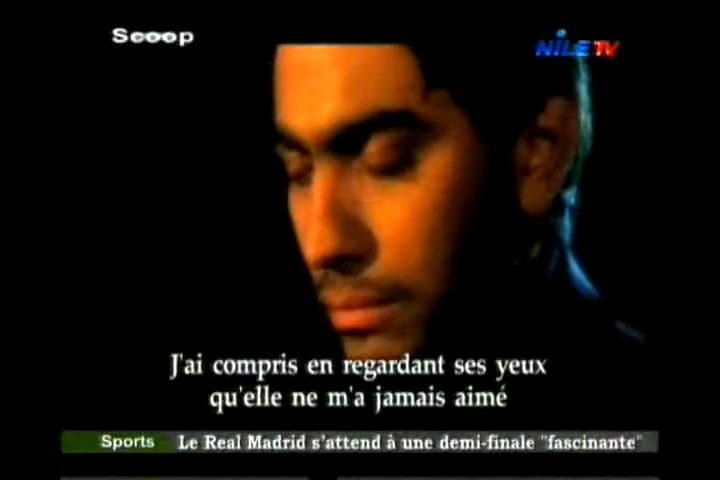 Scoop
NiLE TV
J'ai compris en regardant ses yeux
qu'elle ne m'a jamais aimé
Sports Le Real Madrid s'attend à une demi-finale "fascinante"